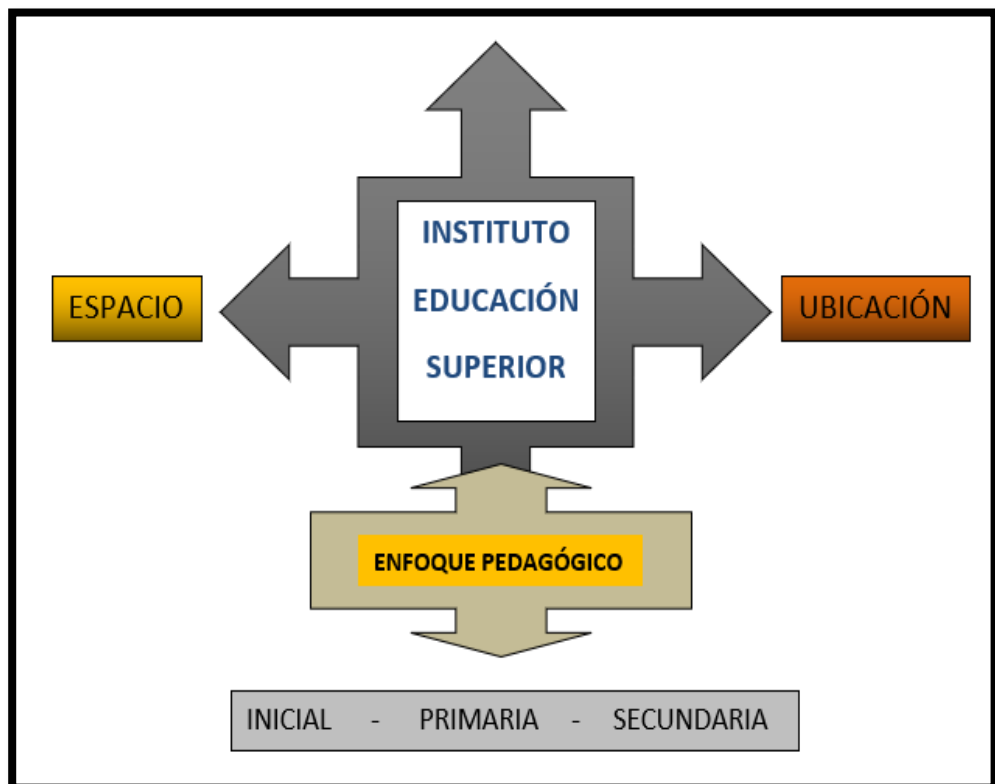 INSTITUTO
EDUCACIÓN
SUPERIOR
ESPACIO
UBICACIÓN
ENFOQUE PEDAGÓGICO
INICIAL - PRIMARIA - SECUNDARIA